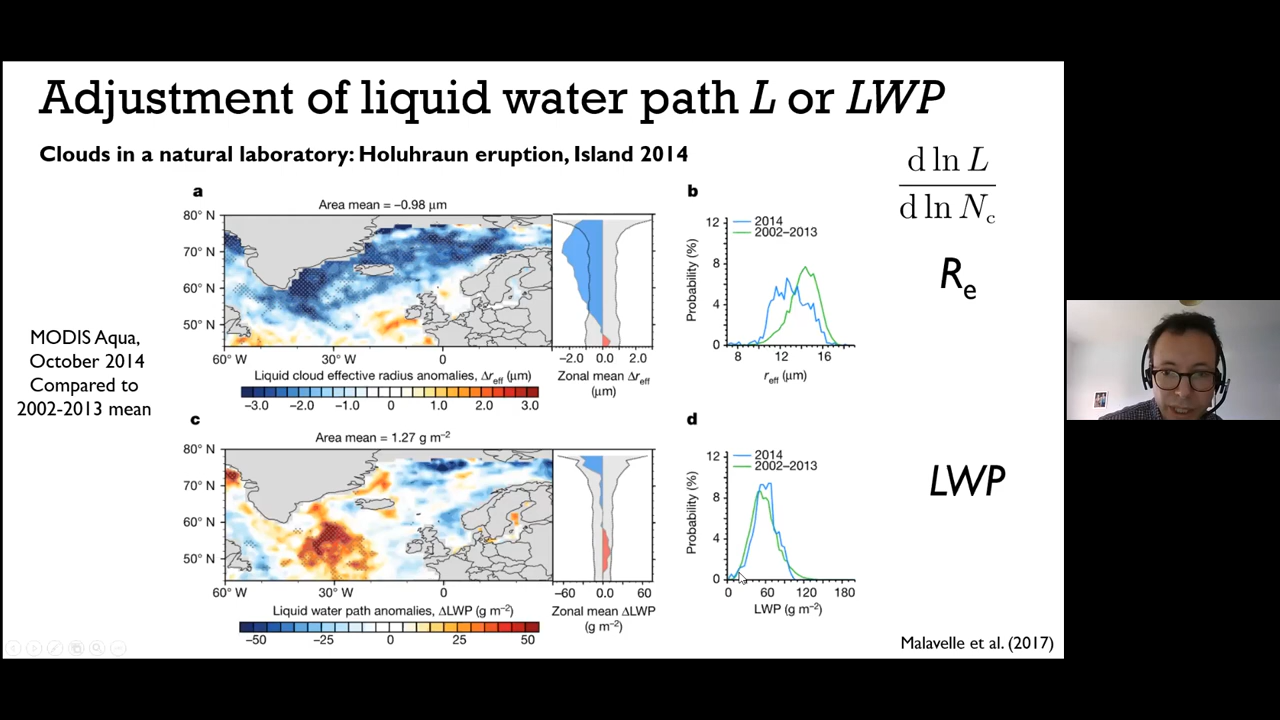 Adjustment of liquid water path L or LWP
Clouds in a natural laboratory: Holuhraun eruption, Island 2014
d ln L
d ln Nc
Re
LWP
MODIS Aqua,
October 2014
Compared to
2002-2013 mean
a
Area mean = −0.98 μm
80° N
70° N
60° N
50° N
60° W
30° W
0
−2.0
0.0
2.0
Liquid cloud effective radius anomalies, Δreff (μm)
−3.0
−2.0
−1.0
0
1.0
2.0
3.0
Zonal mean Δreff
(μm)
b
2014
2002–2013
Probability (%)
12
8
4
0
8
12
16
reff (μm)
c
Area mean = 1.27 g m−2
80° N
70° N
60° N
50° N
60° W
30° W
0
−60
0.0
60
Liquid water path anomalies, ΔLWP (g m−2)
−50
−25
0
25
50
Zonal mean ΔLWP
(g m−2)
d
2014
2002–2013
Probability (%)
12
8
4
0
0
60
120
180
LWP (g m−2)
Malavelle et al. (2017)